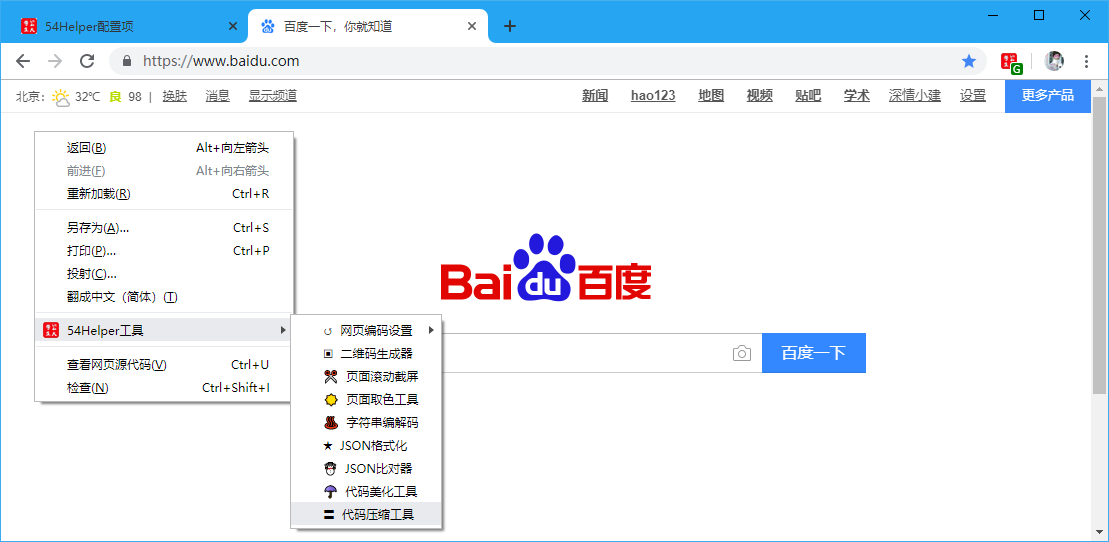 54Helper配置项
百度一下，你就知道
https://www.baidu.com
G
北京: 32℃ 良 98 | 换肤 消息 显示频道
新闻 hao123 地图 视频 贴吧 学术 深情小建 设置 更多产品
返回(B) Alt+向左箭头
前进(F) Alt+向右箭头
重新加载(R) Ctrl+R
另存为(A)... Ctrl+S
打印(P)... Ctrl+P
投射(C)...
翻成中文（简体）(T)
54Helper工具
查看网页源代码(V) Ctrl+U
检查(N) Ctrl+Shift+I
网页编码设置
二维码生成器
页面滚动截屏
页面取色工具
字符串编解码
JSON格式化
JSON比对器
代码美化工具
代码压缩工具
Bai du 百度
百度一下